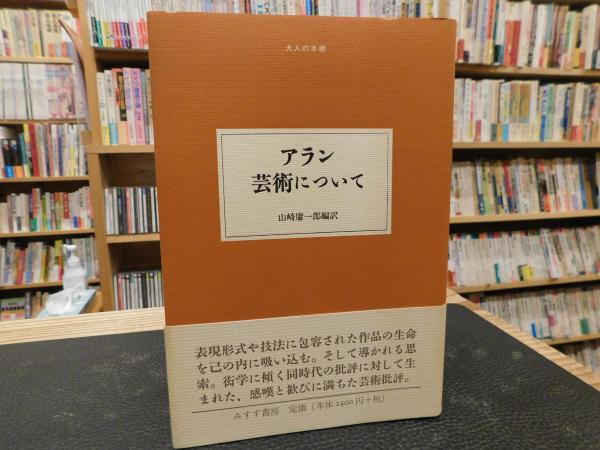 大人の本棚
アラン
芸術について
山崎庸一郎編訳
表現形式や技法に包容された作品の生命
を己の内に吸い込む。そして導かれる思
索。衒学に傾く同時代の批評に対して生
まれた、感嘆と歓びに満ちた芸術批評。
みすず書房 定価（本体2400円+税）